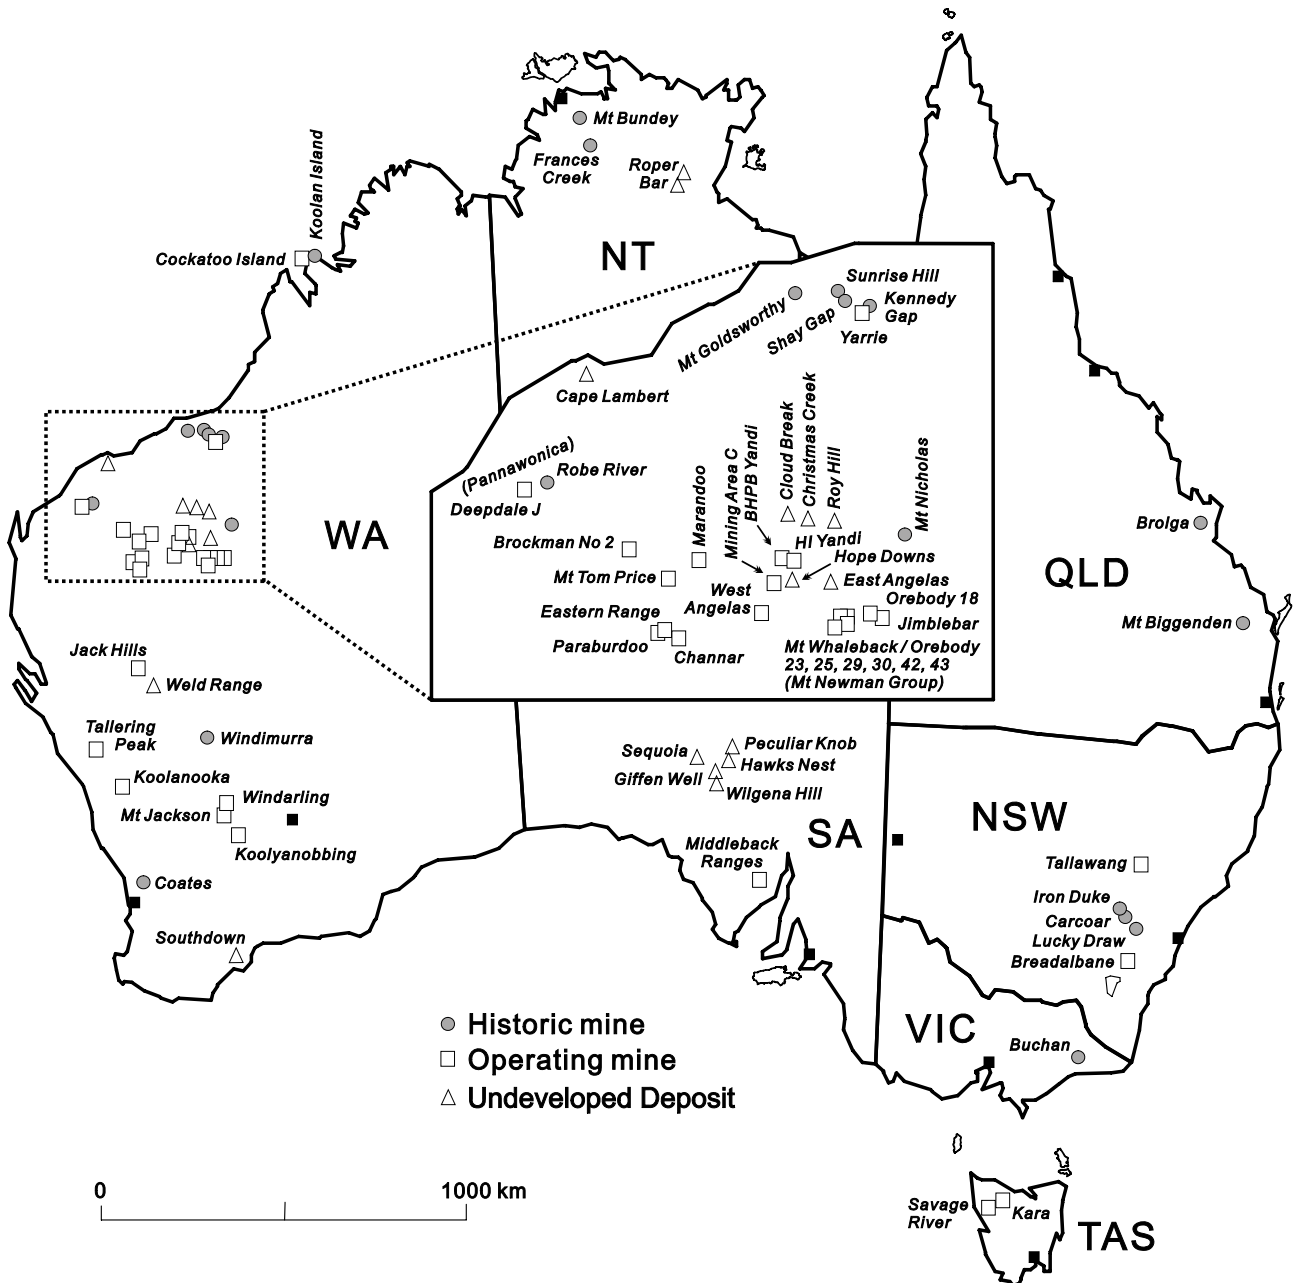 Mt Bundey
Frances
Creek
Roper
Bar
Koolan Island
Cockatoo Island
NT
Sunrise Hill
Kennedy
Gap
Mt Goldsworthy
Shay Gap
Yarrie
Cape Lambert
(Pannawonica)
Robe River
Deepdale J
Marandoo
Mining Area C
BHPB Yandi
Cloud Break
Christmas Creek
Roy Hill
Mt Nicholas
Brockman No 2
HI Yandi
Hope Downs
Mt Tom Price
West
Angelas
East Angelas
Orebody 18
Eastern Range
Jimblebar
Paraburdoo
Channar
Mt Whaleback / Orebody
23, 25, 29, 30, 42, 43
(Mt Newman Group)
WA
QLD
Brolga
Mt Biggenden
Jack Hills
Weld Range
Tallering
Peak
Windimurra
Koolanooka
Windarling
Mt Jackson
Koolyanobbing
Coates
Southdown
Sequoia
Peculiar Knob
Hawks Nest
Giffen Well
Wilgena Hill
SA
Middleback
Ranges
NSW
Tallawang
Iron Duke
Carcoar
Lucky Draw
Breadalbane
VIC
Buchan
Historic mine
Operating mine
Undeveloped Deposit
0
1000 km
Savage
River
Kara
TAS